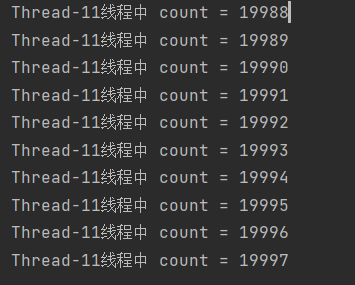 Thread-11线程中 count = 19988
Thread-11线程中 count = 19989
Thread-11线程中 count = 19990
Thread-11线程中 count = 19991
Thread-11线程中 count = 19992
Thread-11线程中 count = 19993
Thread-11线程中 count = 19994
Thread-11线程中 count = 19995
Thread-11线程中 count = 19996
Thread-11线程中 count = 19997